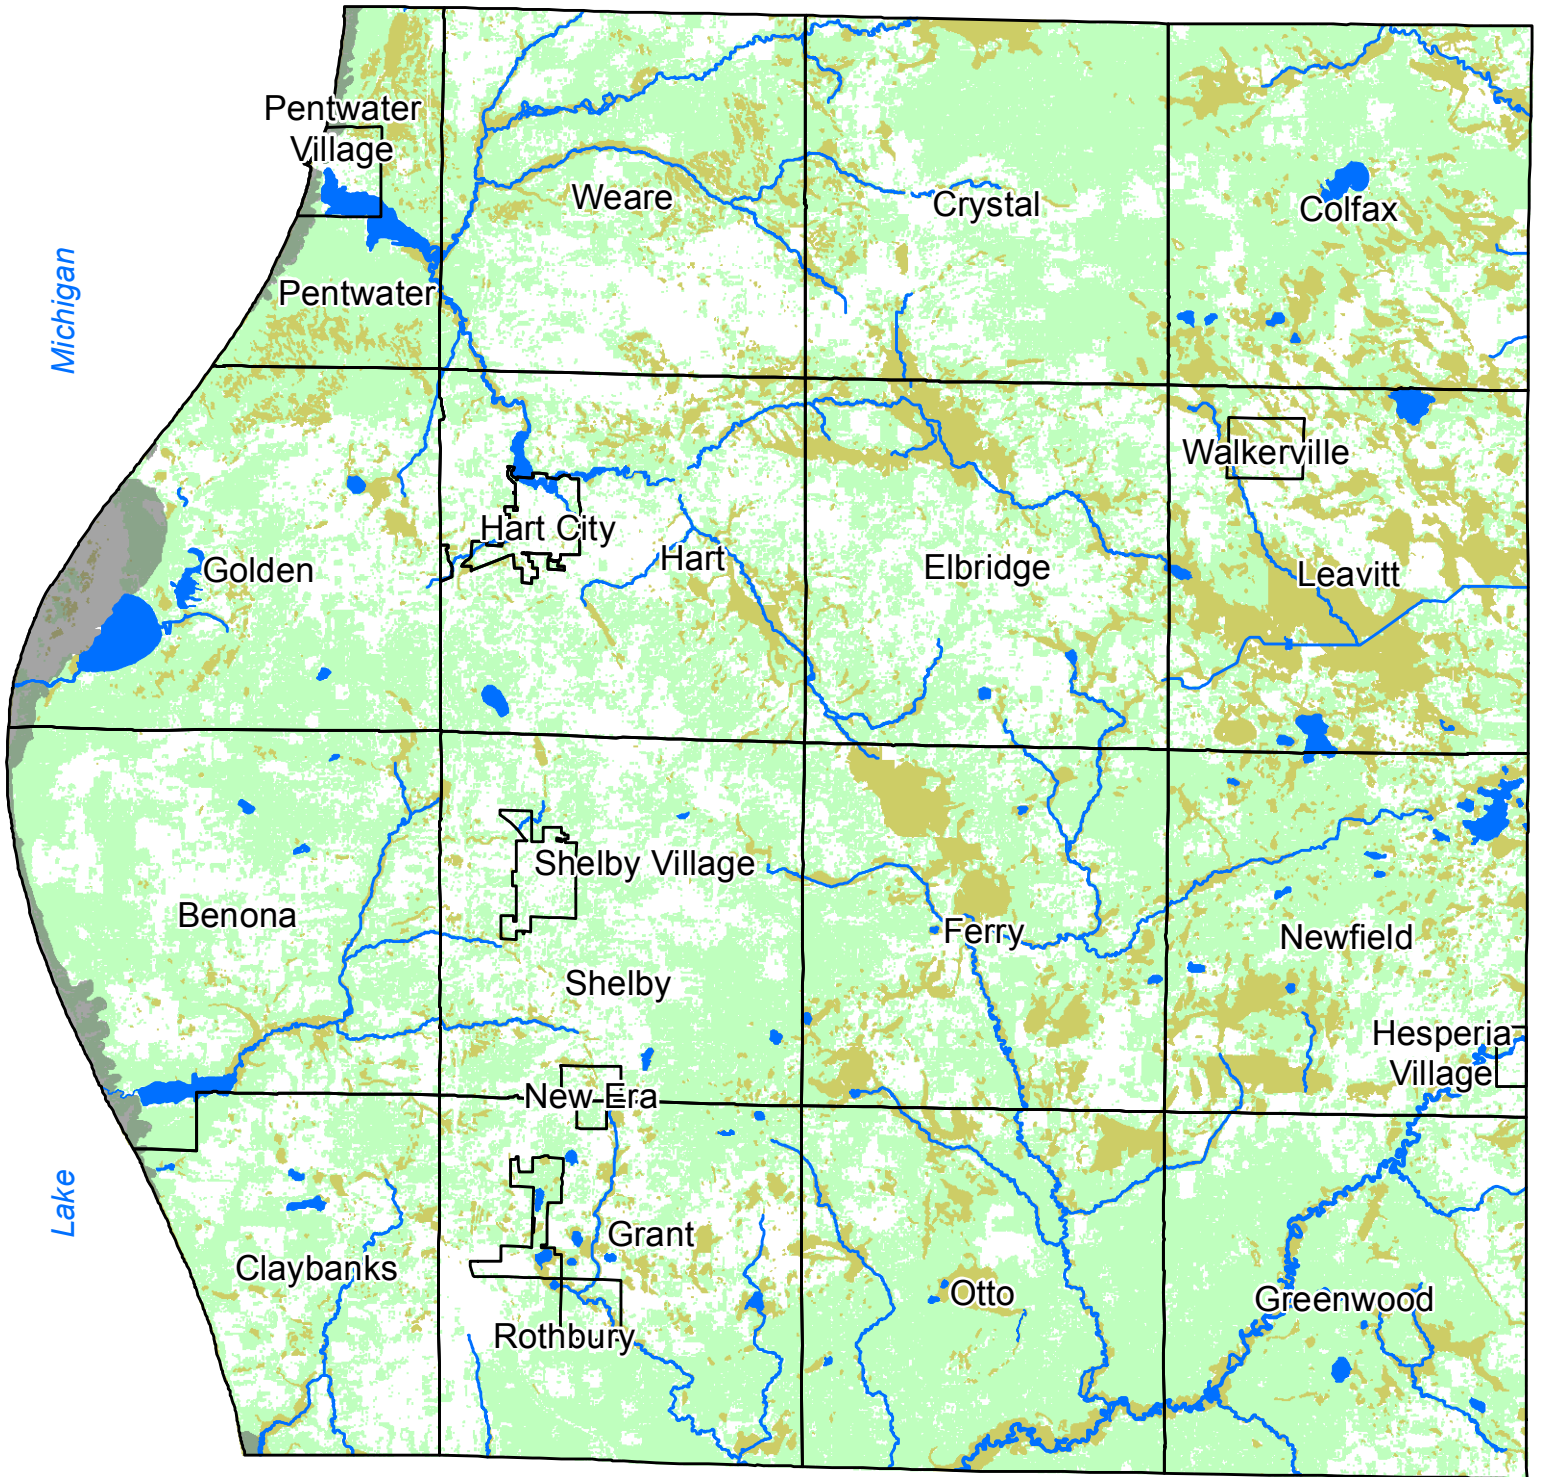 Pentwater
Village
Weare
Crystal
Colfax
Michigan
Pentwater
Walkerville
Hart City
Hart
Golden
Elbridge
Leavitt
Shelby Village
Benona
Ferry
Newfield
Shelby
Hesperia
Village
New Era
Lake
Grant
Claybanks
Otto
Greenwood
Rothbury